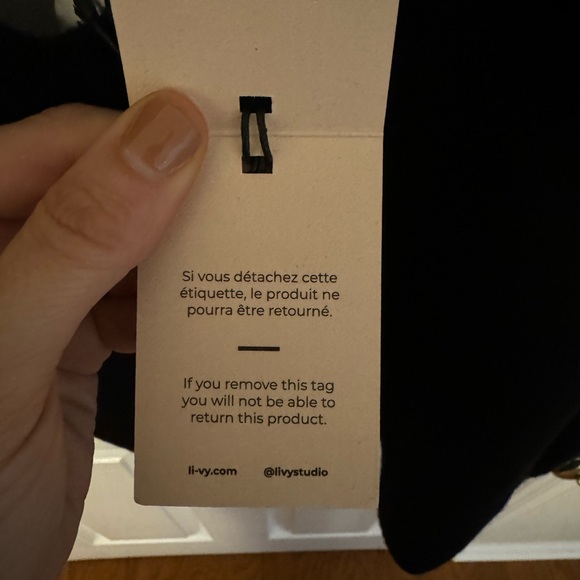 Si vous détachez cette
étiquette, le produit ne
pourra être retourné.
If you remove this tag
you will not be able to
return this product.
li-vy.com @livystudio